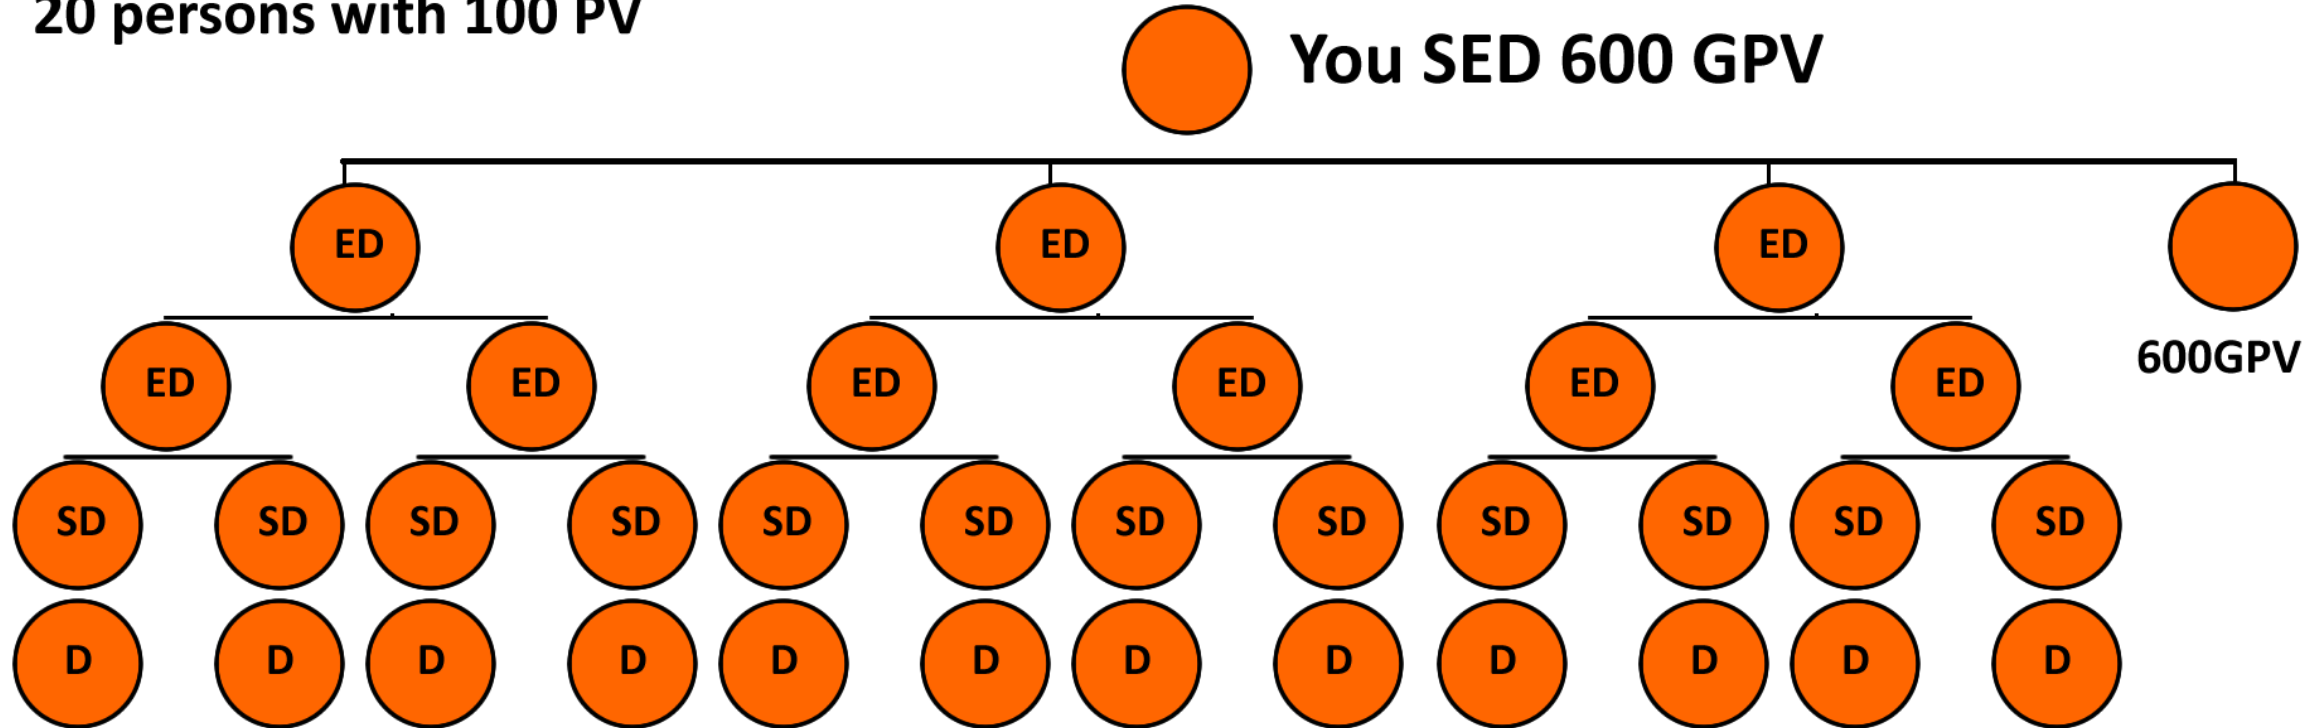 20 persons with 100 PV
You SED 600 GPV
ED ED ED
600GPV
ED ED ED ED ED ED
SD SD SD SD SD SD SD SD SD SD SD SD
D D D D D D D D D D D D